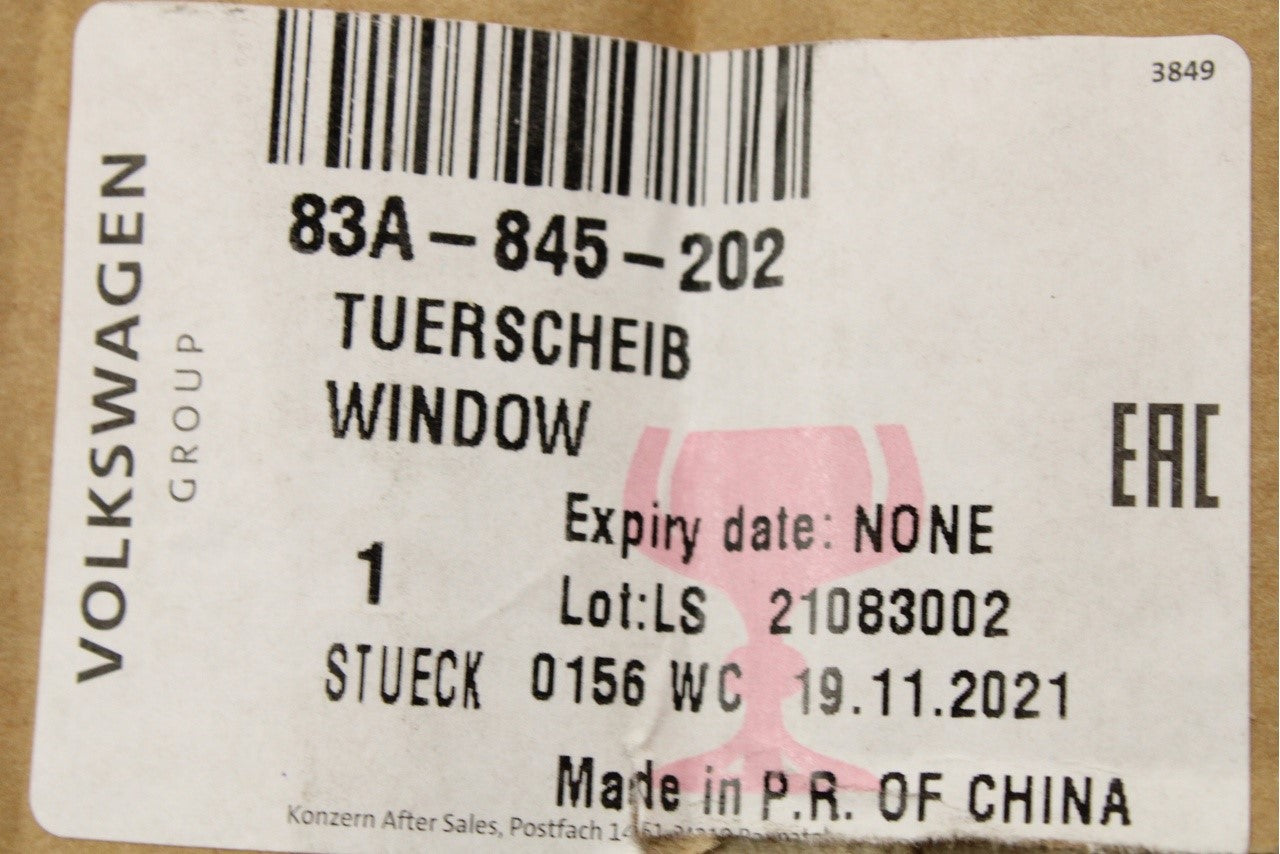 3849
VOLKSWAGEN
GROUP
83A-845-202
TUERSCHEIB
WINDOW
EAC
Expiry date: NONE
1
Lot:LS 21083002
STUECK 0156 WC 19.11.2021
Made in P.R. OF CHINA
Konzern After Sales, Postfach